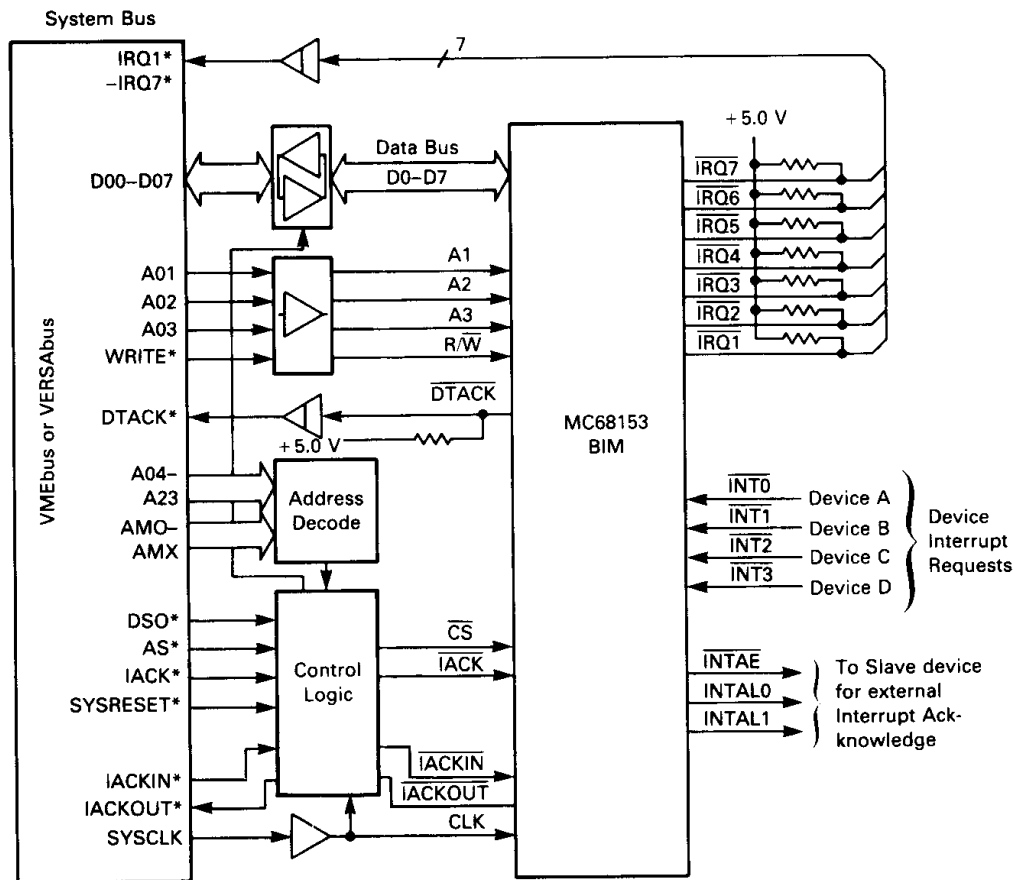 System Bus
IRQ1*
-IRQ7*
7
+5.0 V
Data Bus
D00-D07
D0-D7
IRQ7
IRQ6
IRQ5
IRQ4
IRQ3
IRQ2
IRQ1
A01
A02
A03
WRITE*
A1
A2
A3
R/W
VMEbus or VERSAbus
DTACK*
DTACK
+5.0 V
MC68153
BIM
A04-
A23
AMO-
AMX
Address
Decode
INT0
Device A
INT1
Device B
INT2
Device C
INT3
Device D
Device
Interrupt
Requests
DSO*
AS*
IACK*
SYSRESET*
Control
Logic
CS
IACK
INTAE
INTAL0
INTAL1
To Slave device
for external
Interrupt Ack-
knowledge
IACKIN*
IACKOUT*
SYSCLK
IACKIN
IACKOUT
CLK